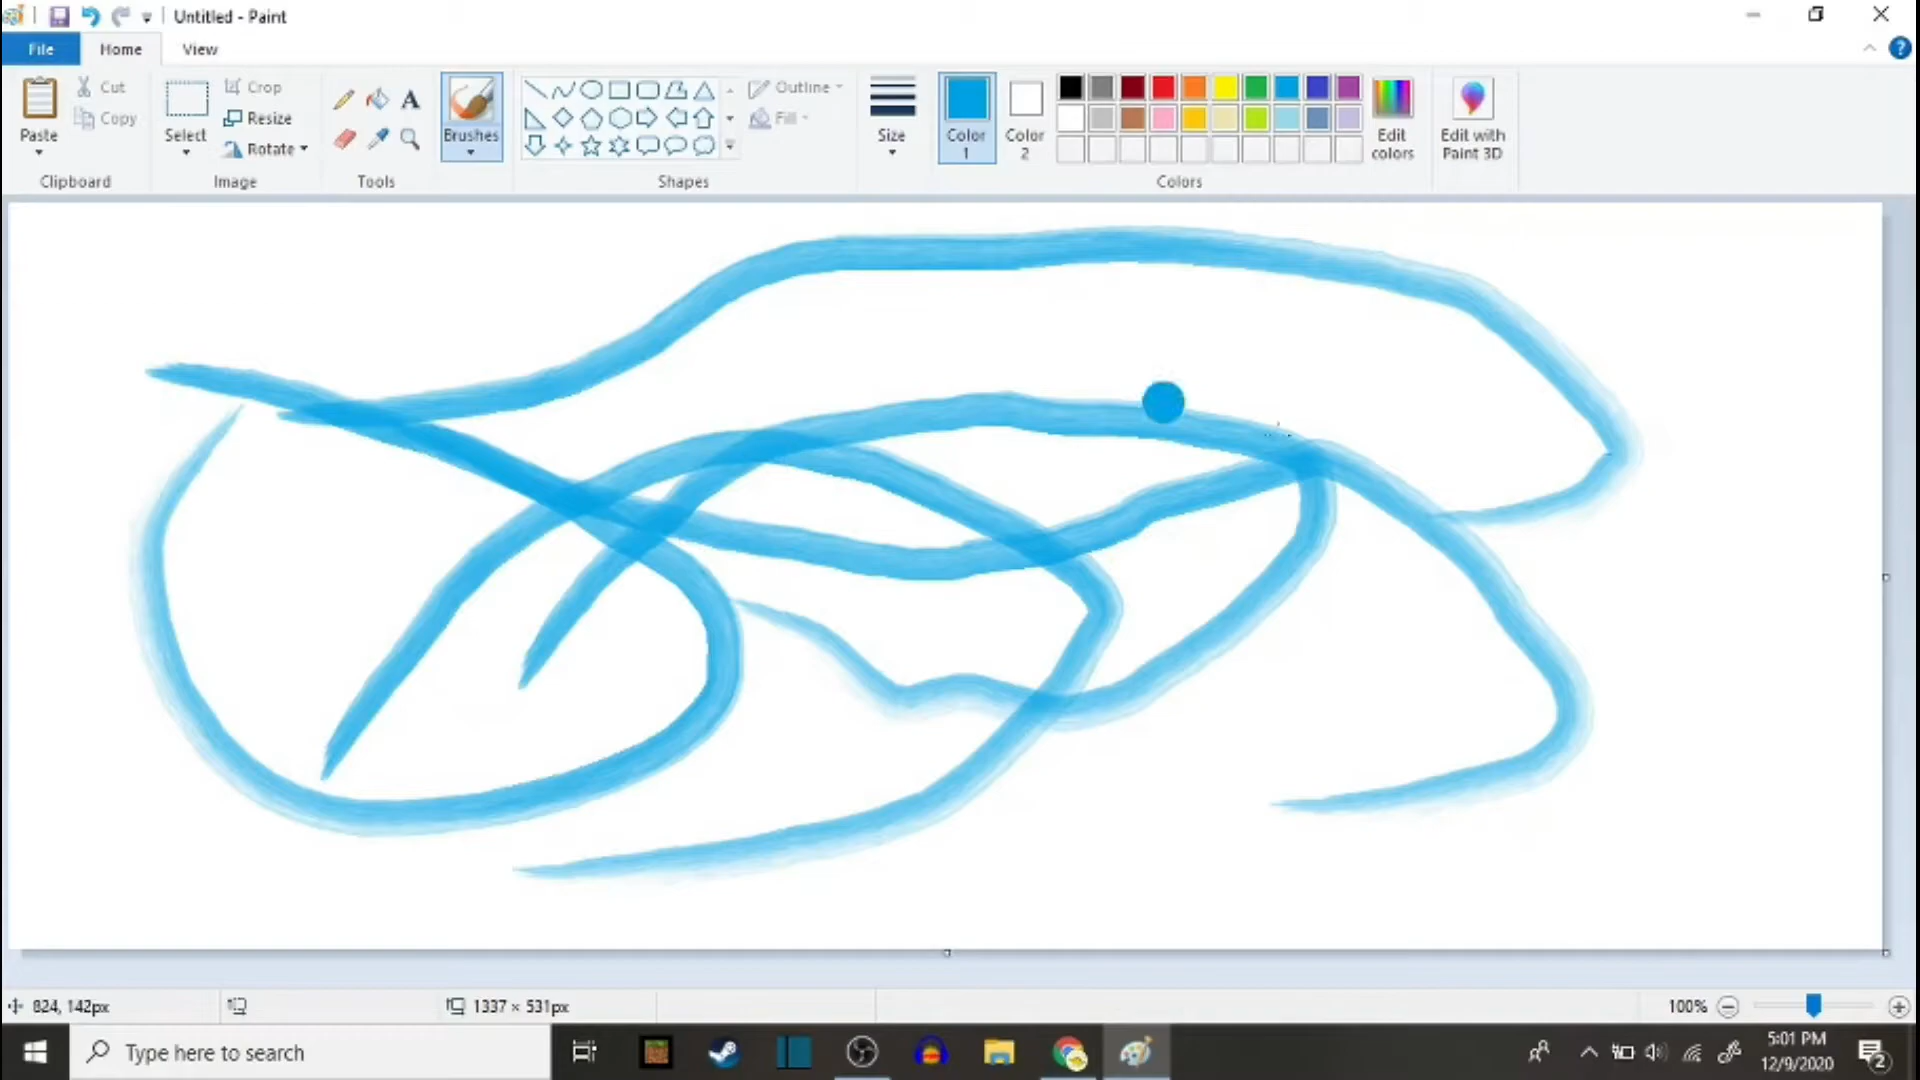 Untitled - Paint
File Home View
Paste
Cut
Copy
Clipboard
Select
Crop
Resize
Rotate
Image
A
Tools
Brushes
Outline
Fill
Shapes
Size
Color 1
Color 2
Edit colors
Colors
Edit with Paint 3D
?
824, 142px
1337 × 531px
100%
Type here to search
5:01 PM
12/9/2020
2